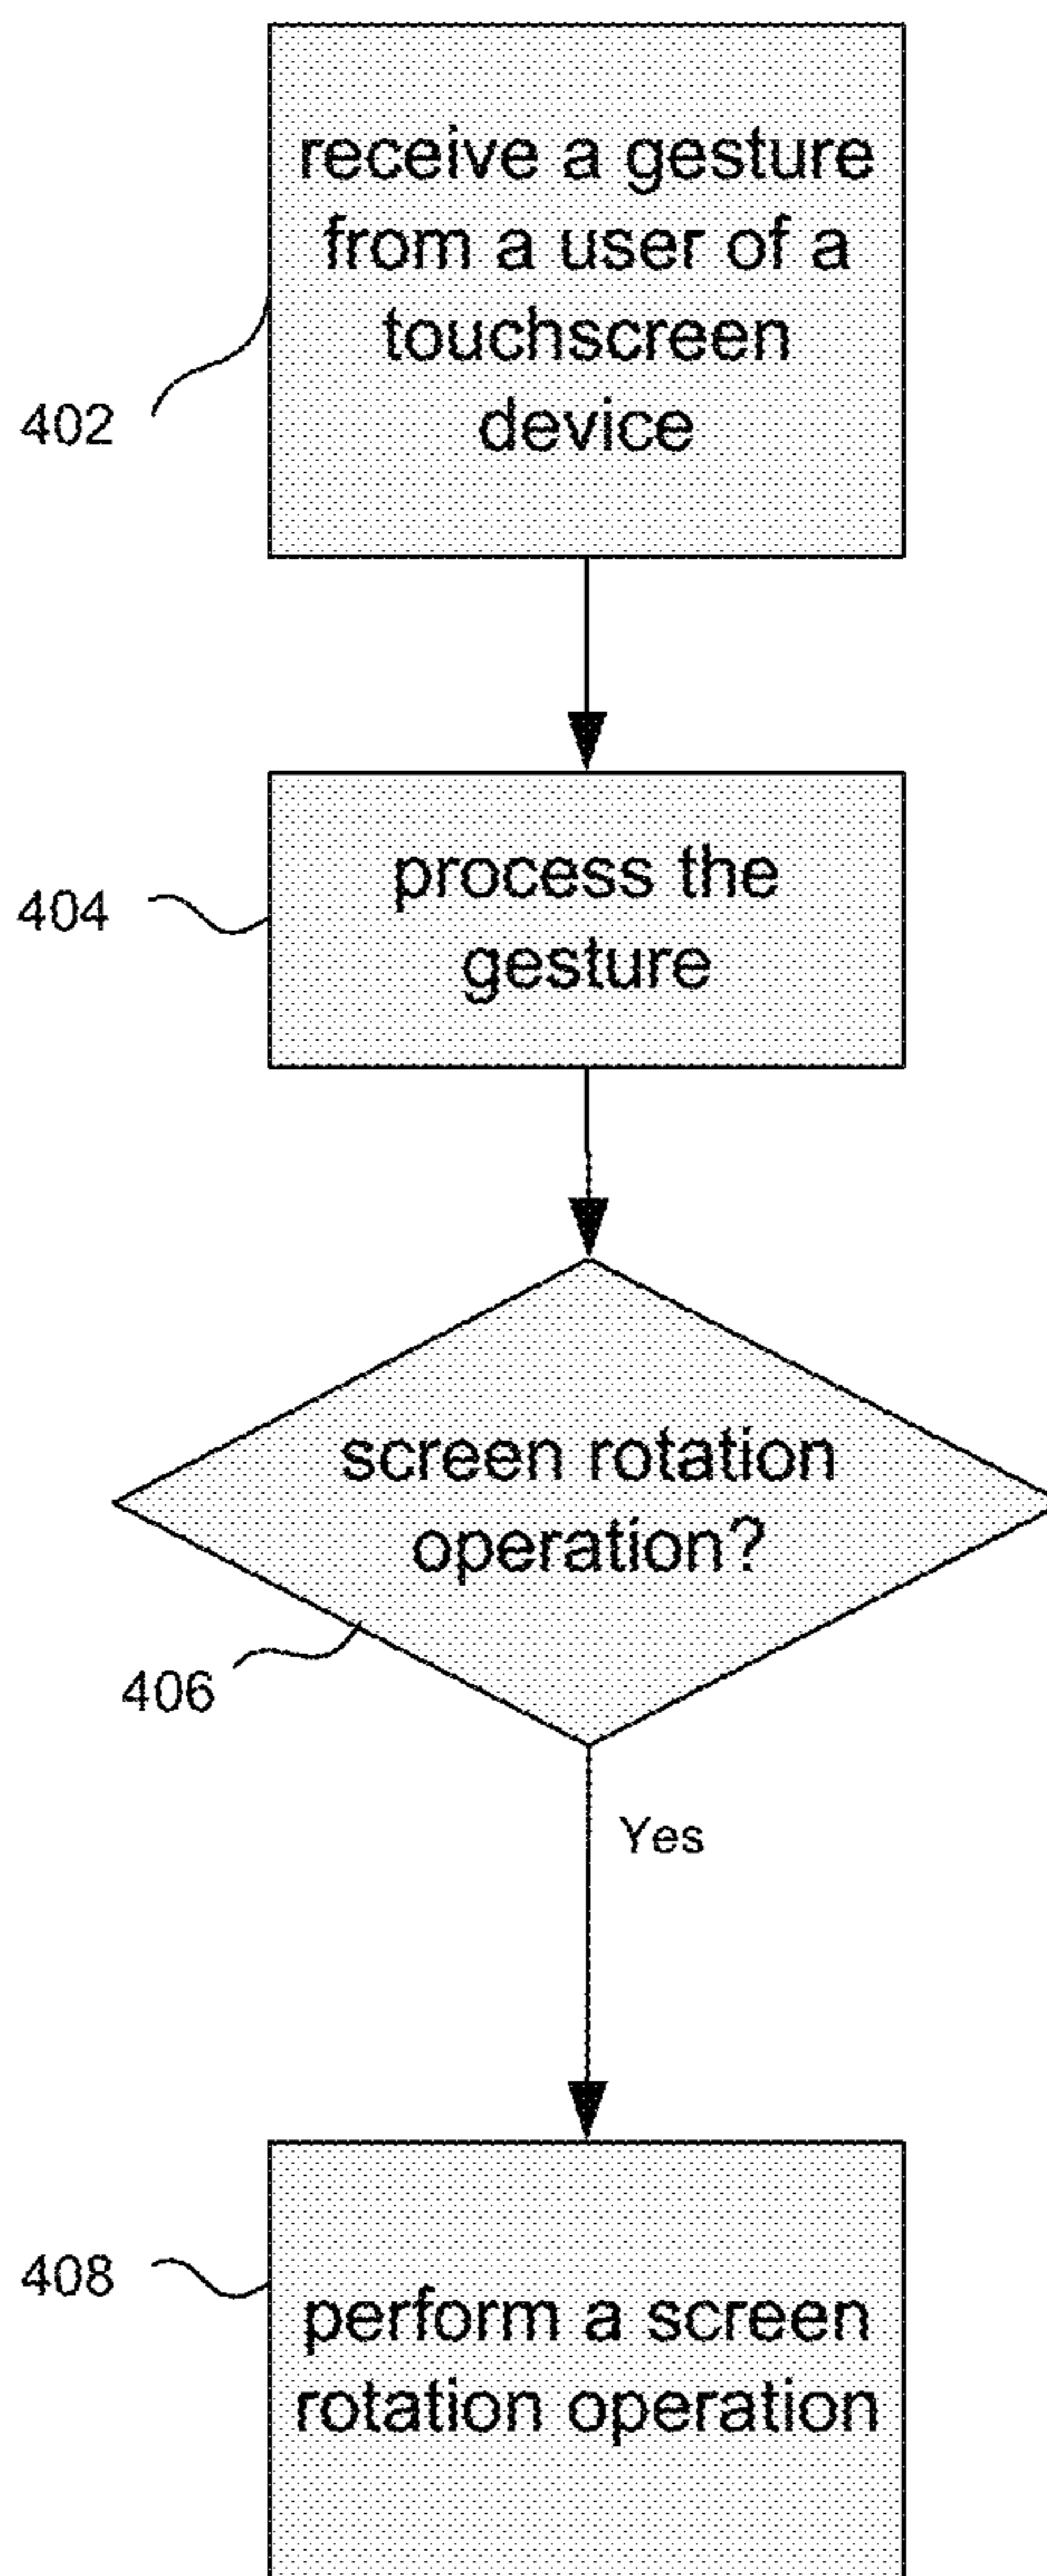 receive a gesture
from a user of a
touchscreen
device
402
process the
gesture
404
screen rotation
operation?
406
Yes
408
perform a screen
rotation operation